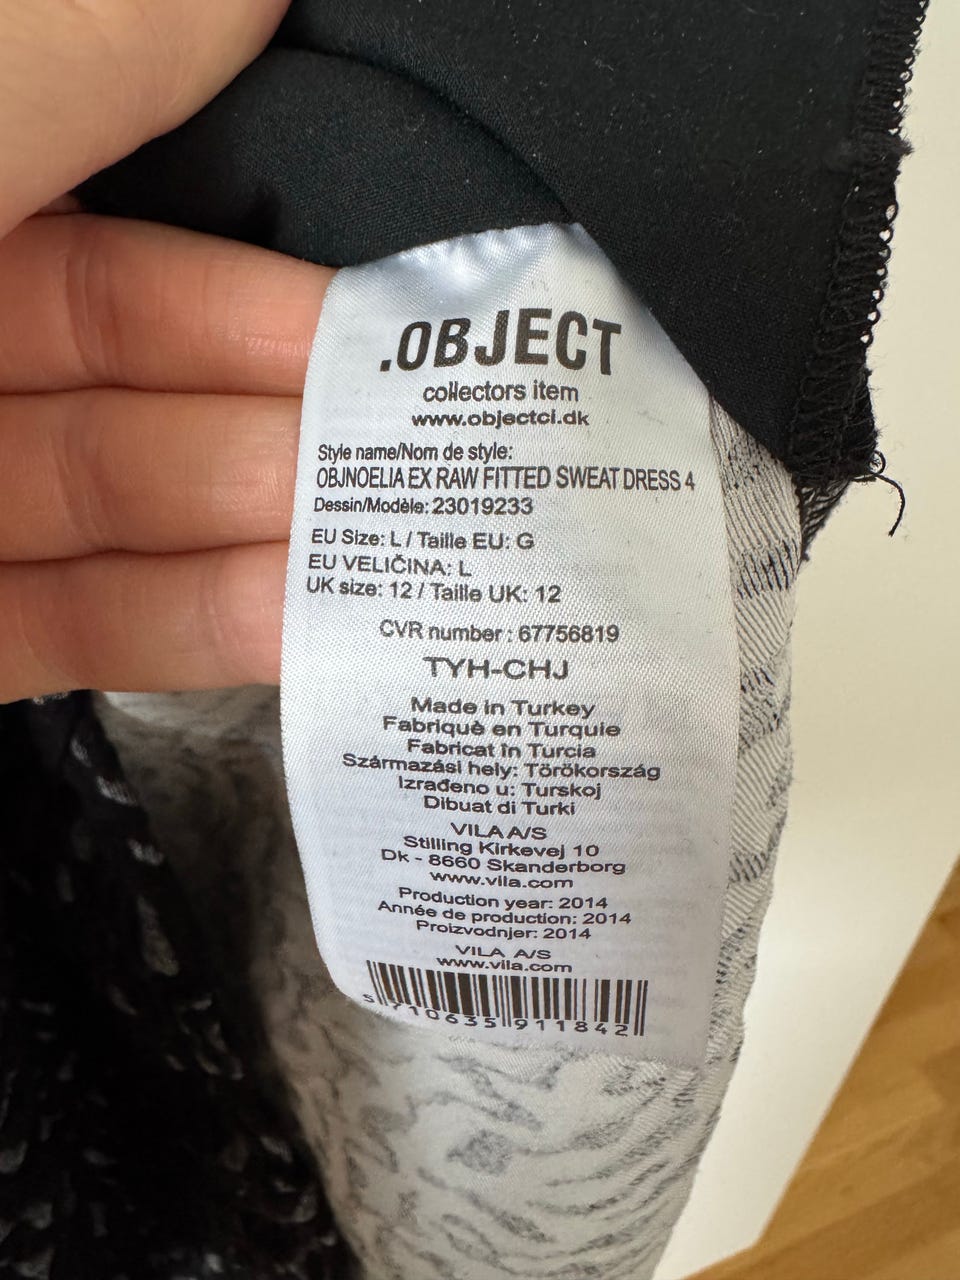 .OBJECT
collectors item
www.objectci.dk
Style name/Nom de style:
OBJNOELIA EX RAW FITTED SWEAT DRESS 4
Dessin/Modèle: 23019233
EU Size: L / Taille EU: G
EU VELIČINA: L
UK size: 12 / Taille UK: 12
CVR number : 67756819
TYH-CHJ
Made in Turkey
Fabriquè en Turquie
Fabricat în Turcia
Származási hely: Törökország
Izrađeno u: Turskoj
Dibuat di Turki
VILA A/S
Stilling Kirkevej 10
Dk - 8660 Skanderborg
www.vila.com
Production year: 2014
Année de production: 2014
Proizvodnjer: 2014
VILA A/S
www.vila.com
5 710635 911842